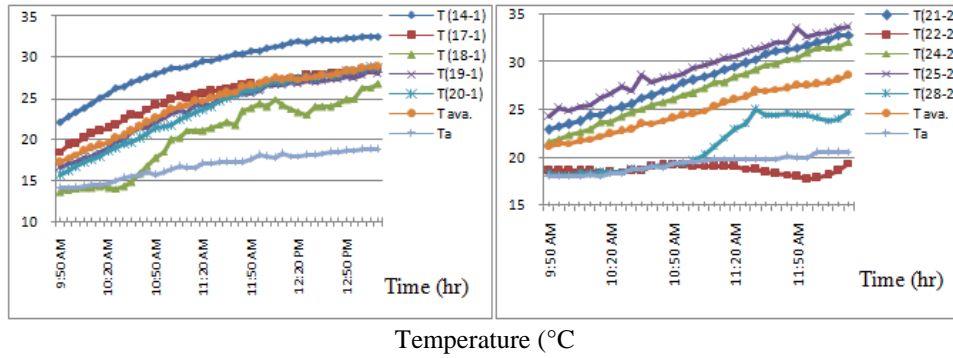 35
30
25
20
15
10
9:50 AM
10:20 AM
10:50 AM
11:20 AM
11:50 AM
12:20 PM
12:50 PM
Time (hr)
T (14-1)
T (17-1)
T (18-1)
T(19-1)
T(20-1)
T ava.
Ta
35
30
25
20
15
9:50 AM
10:20 AM
10:50 AM
11:20 AM
11:50 AM
Time (hr)
T(21-2
T(22-2
T(24-2
T(25-2
T(28-2
T ava.
Ta
Temperature (°C